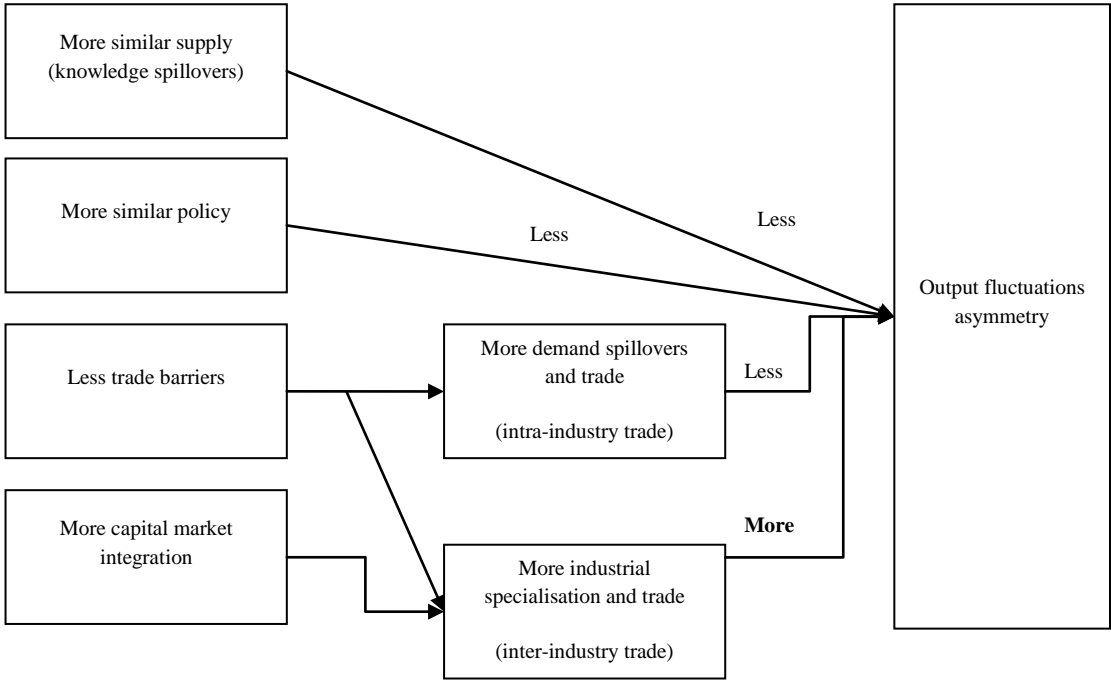 More similar supply
(knowledge spillovers)
More similar policy
Less trade barriers
More capital market
integration
More demand spillovers
and trade
(intra-industry trade)
More industrial
specialisation and trade
(inter-industry trade)
Less
Less
Less
More
Output fluctuations
asymmetry